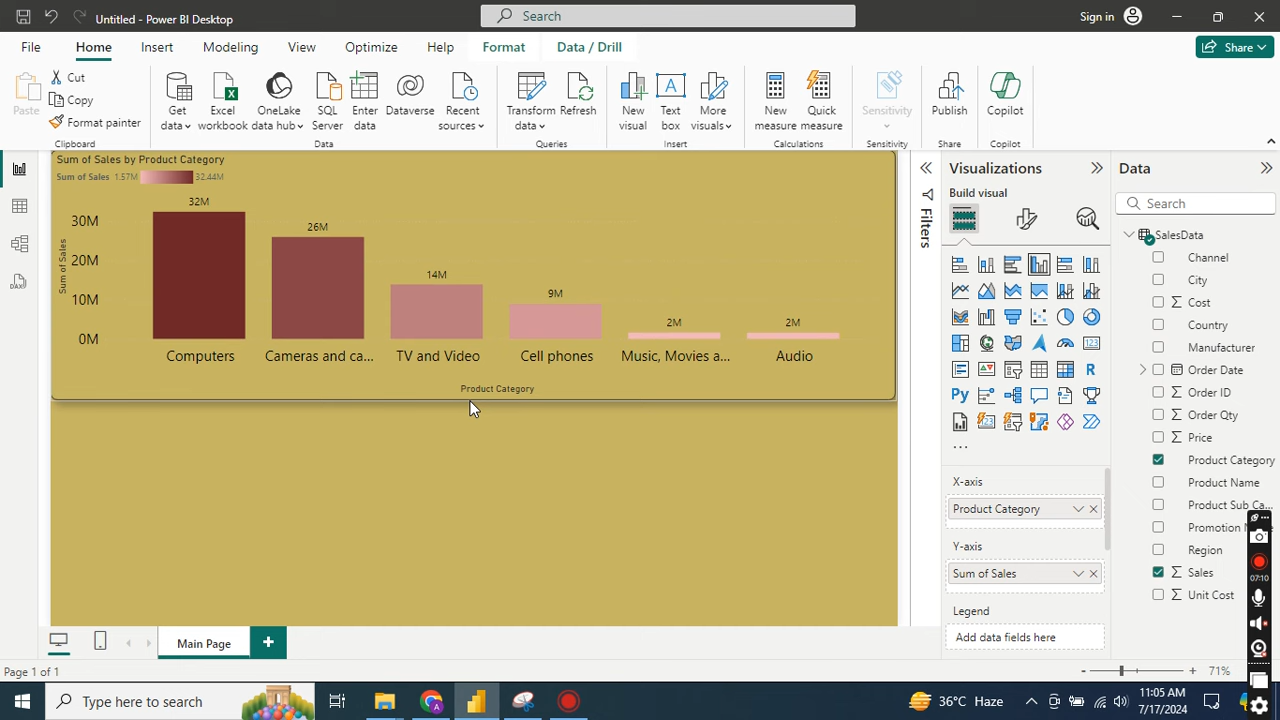 Untitled - Power BI Desktop
Search
Sign in
File
Home
Insert
Modeling
View
Optimize
Help
Format
Data / Drill
Share
Paste
Cut
Copy
Format painter
Get data
Excel workbook
OneLake data hub
SQL Server
Enter data
Dataverse
Recent sources
Transform data
Refresh
New visual
Text box
More visuals
New measure
Quick measure
Sensitivity
Publish
Copilot
Clipboard
Data
Queries
Insert
Calculations
Sensitivity
Share
Copilot
Sum of Sales by Product Category
Sum of Sales 1.57M 32.44M
Sum of Sales
30M
20M
10M
0M
32M
26M
14M
9M
2M
2M
Computers
Cameras and ca...
TV and Video
Cell phones
Music, Movies a...
Audio
Product Category
Filters
Visualizations
Build visual
123
R
Py
...
X-axis
Product Category
Y-axis
Sum of Sales
Legend
Add data fields here
Data
Search
SalesData
Channel
City
Σ Cost
Country
Manufacturer
Order Date
Σ Order ID
Σ Order Qty
Σ Price
Product Category
Product Name
Product Sub Ca...
Promotion N
Region
Σ Sales
Σ Unit Cost
07:10
Main Page
Page 1 of 1
71%
Type here to search
36°C Haze
11:05 AM
7/17/2024